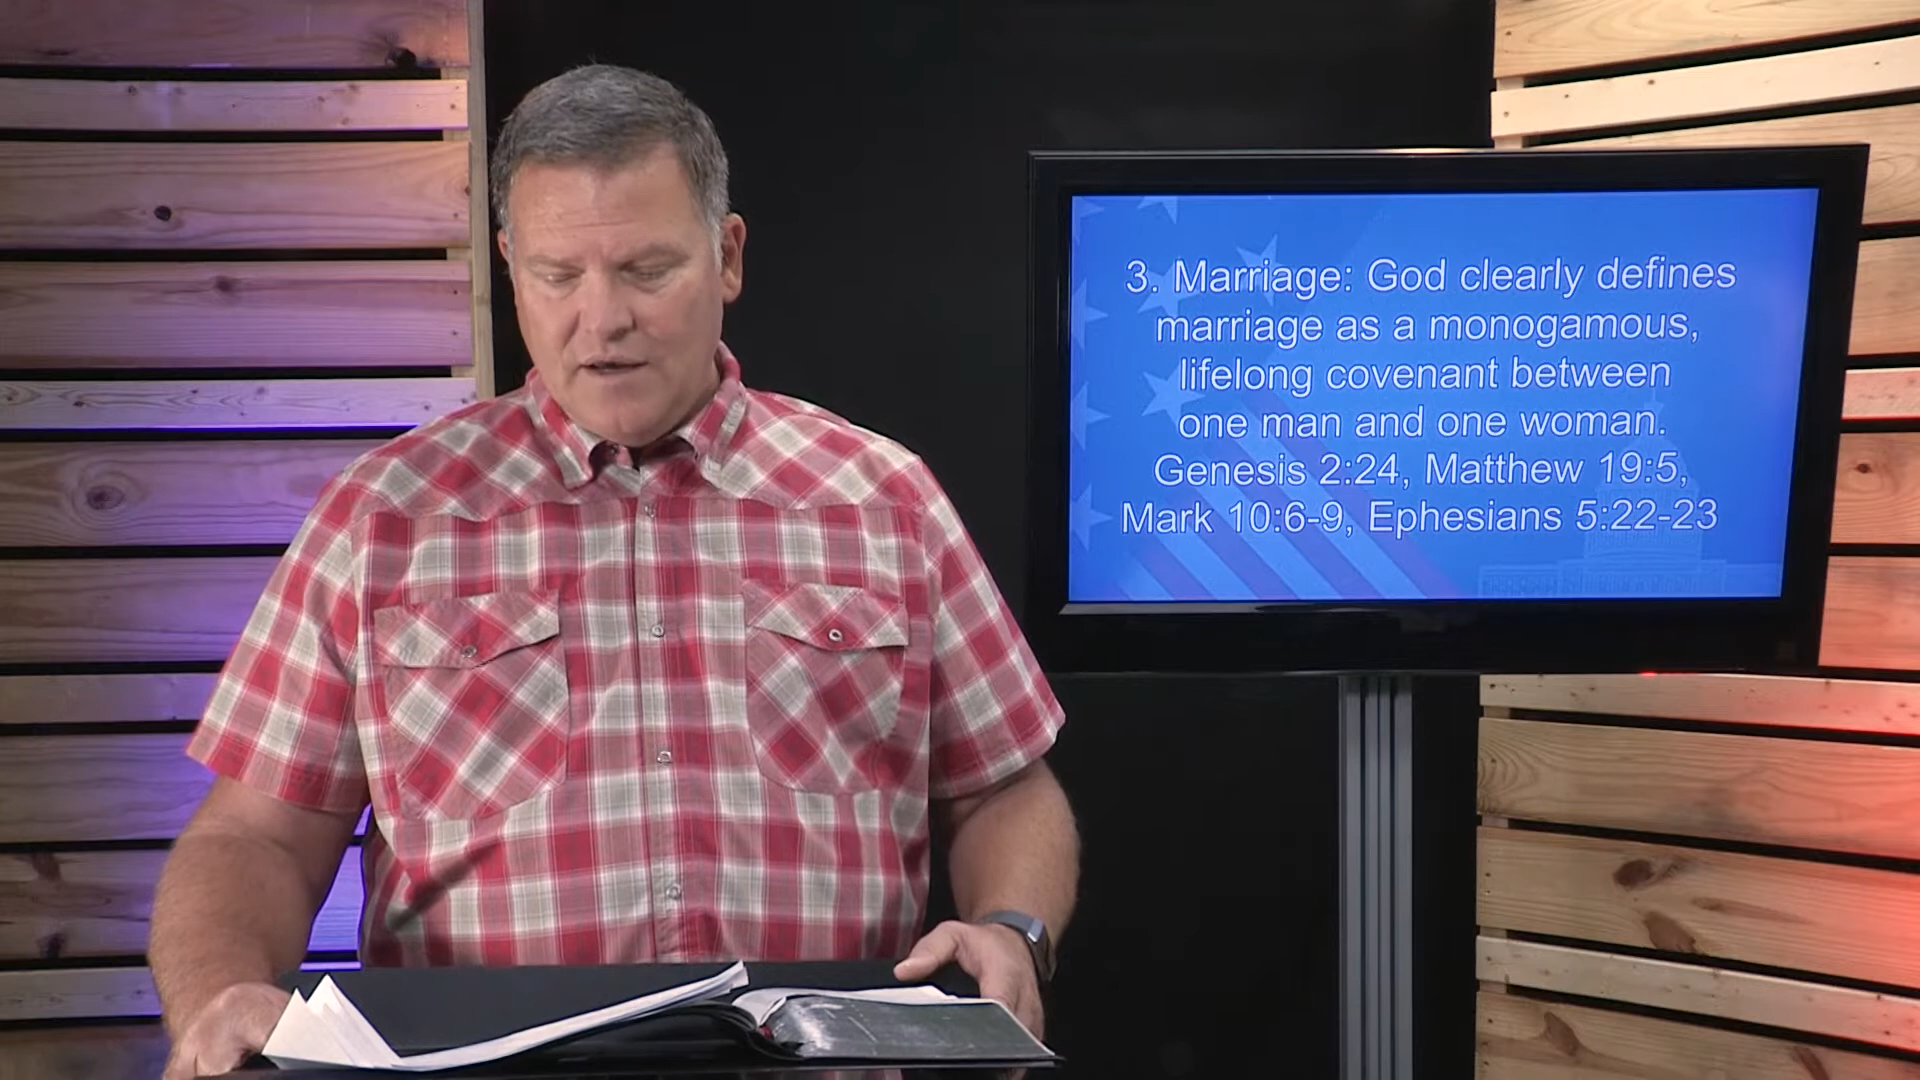 3. Marriage: God clearly defines
marriage as a monogamous,
lifelong covenant between
one man and one woman.
Genesis 2:24, Matthew 19:5,
Mark 10:6-9, Ephesians 5:22-23